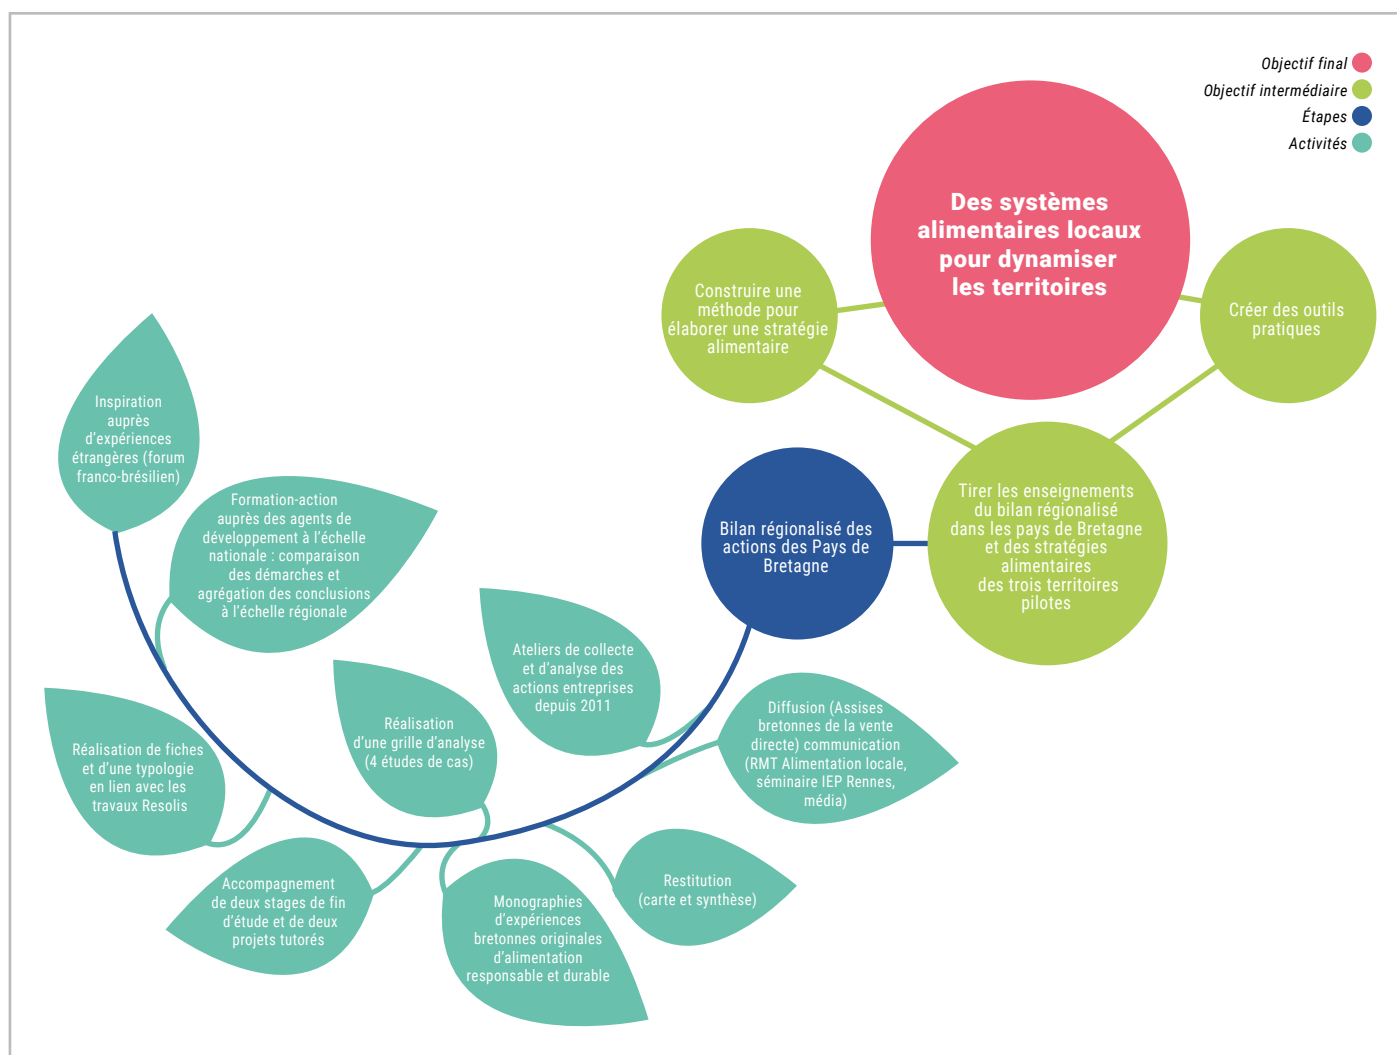 Objectif final
Objectif intermédiaire
Étapes
Activités
Des systèmes
alimentaires locaux
pour dynamiser
les territoires
Construire une
méthode pour
élaborer une stratégie
alimentaire
Créer des outils
pratiques
Tirer les enseignements
du bilan régionalisé
dans les pays de Bretagne
et des stratégies
alimentaires
des trois territoires
pilotes
Bilan régionalisé des
actions des Pays de
Bretagne
Inspiration
auprès
d'expériences
étrangères (forum
franco-brésilien)
Formation-action
auprès des agents de
développement à l'échelle
nationale : comparaison
des démarches et
agrégation des conclusions
à l'échelle régionale
Réalisation de fiches
et d'une typologie
en lien avec les
travaux Resolis
Réalisation
d'une grille d'analyse
(4 études de cas)
Ateliers de collecte
et d'analyse des
actions entreprises
depuis 2011
Diffusion (Assises
bretonnes de la vente
directe) communication
(RMT Alimentation locale,
séminaire IEP Rennes,
média)
Accompagnement
de deux stages de fin
d'étude et de deux
projets tutorés
Monographies
d'expériences
bretonnes originales
d'alimentation
responsable et durable
Restitution
(carte et synthèse)